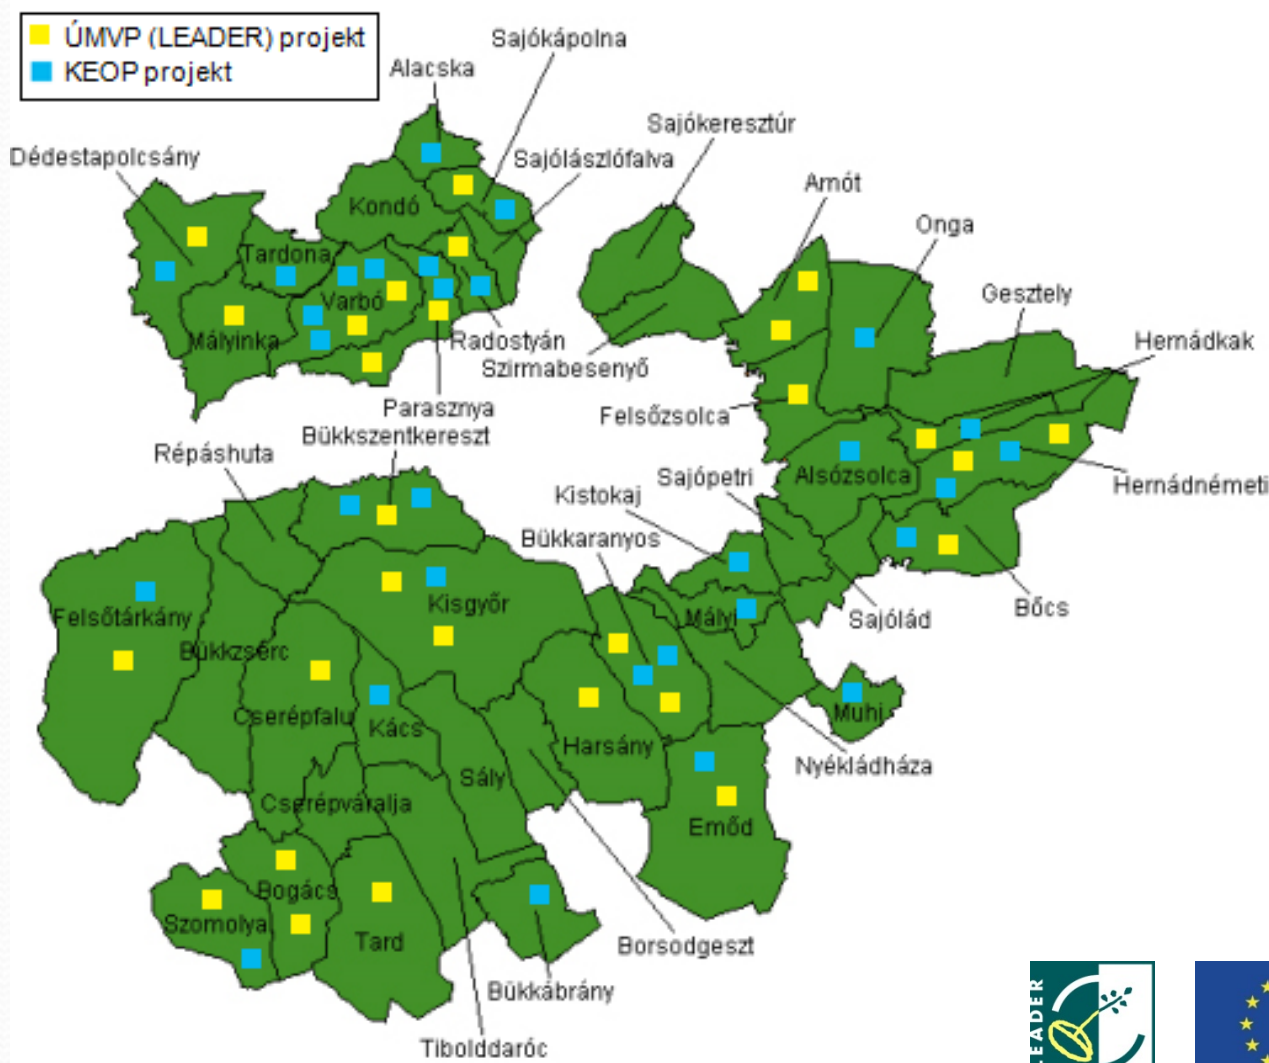 ÚMVP (LEADER) projekt
KEOP projekt
Sajókápolna
Alacska
Sajókeresztúr
Dédestapolcsány
Sajólászlófalva
Arnót
Kondó
Onga
Tardona
Gesztely
Varbó
Mályinka
Radostyán
Hernádkak
Szirmabesenyő
Parasznya
Felsőzsolca
Bükkszentkereszt
Répáshuta
Sajópetri
Alsózsolca
Kistokaj
Hernádnémeti
Bükkaranyos
Kisgyőr
Bőcs
Felsőtárkány
Mályi
Sajólád
Bükkzsérc
Cserépfalu
Kács
Muhi
Harsány
Nyékládháza
Sály
Cserépváralja
Emőd
Bogács
Szomolya
Tard
Borsodgeszt
Bükkábrány
Tibolddaróc
LEADER